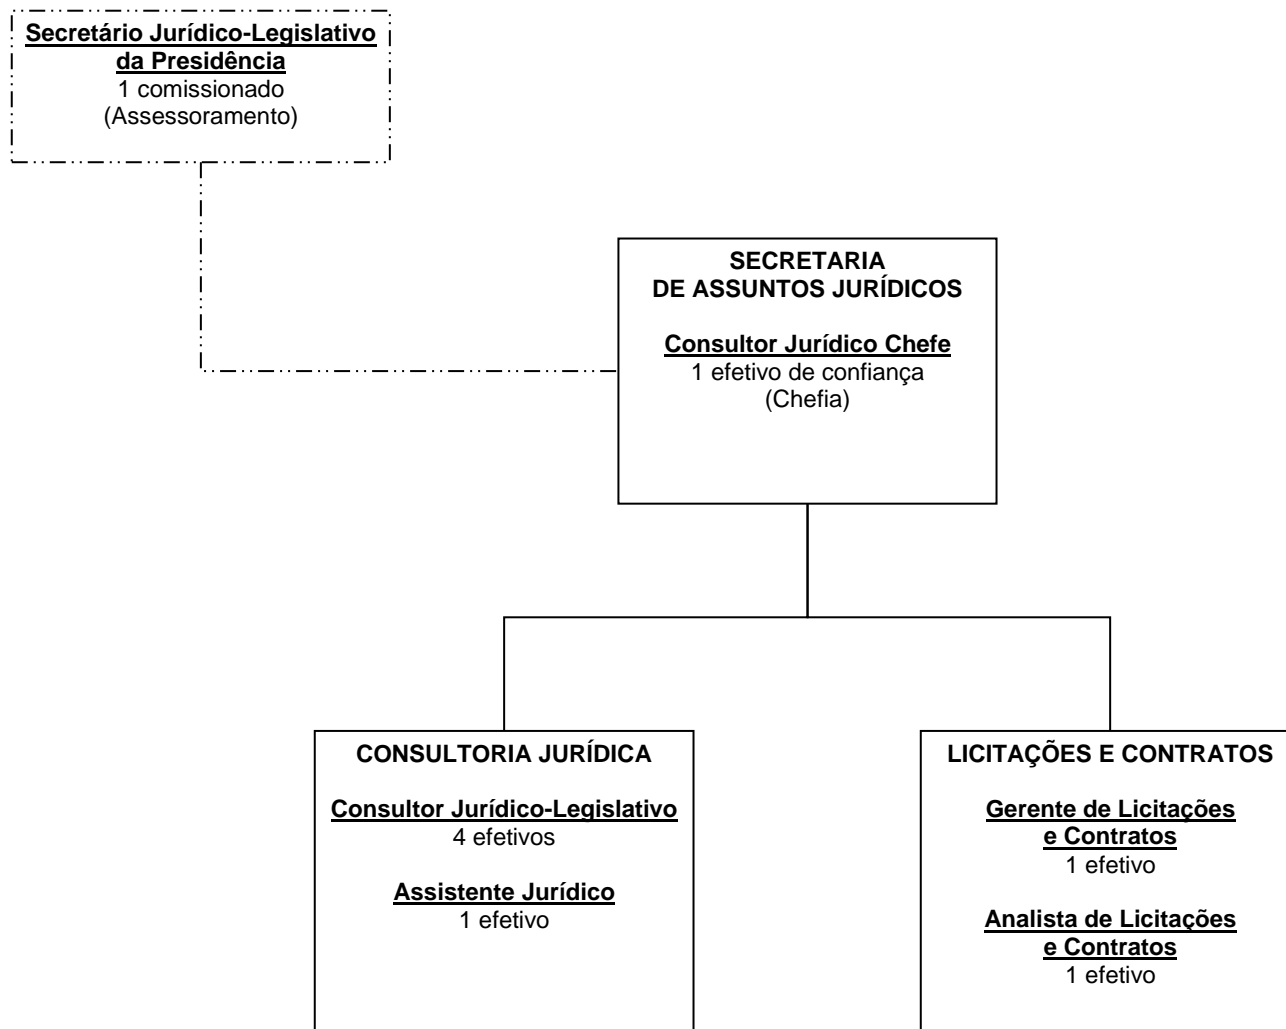 Secretário Jurídico-Legislativo
da Presidência
1 comissionado
(Assessoramento)
SECRETARIA
DE ASSUNTOS JURÍDICOS
Consultor Jurídico Chefe
1 efetivo de confiança
(Chefia)
CONSULTORIA JURÍDICA
Consultor Jurídico-Legislativo
4 efetivos
Assistente Jurídico
1 efetivo
LICITAÇÕES E CONTRATOS
Gerente de Licitações
e Contratos
1 efetivo
Analista de Licitações
e Contratos
1 efetivo